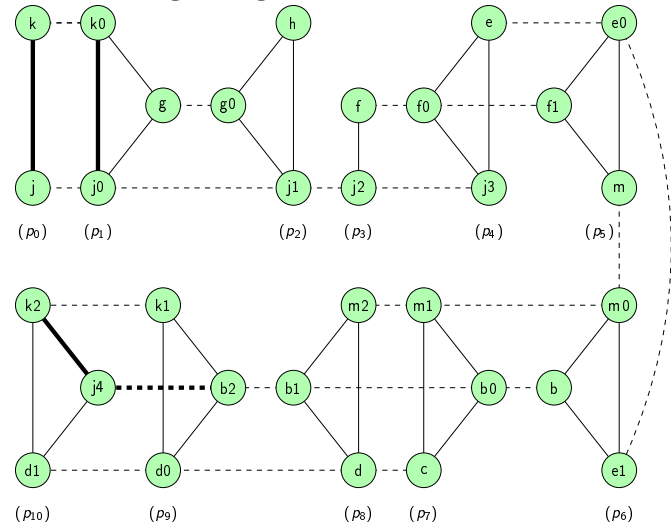 k k0 h e e0
g g0 f f0 f1
j j0 j1 j2 j3 m
(p0) (p1) (p2) (p3) (p4) (p5)
k2 k1 m2 m1 m0
j4 b2 b1 b0 b
d1 d0 d c e1
(p10) (p9) (p8) (p7) (p6)